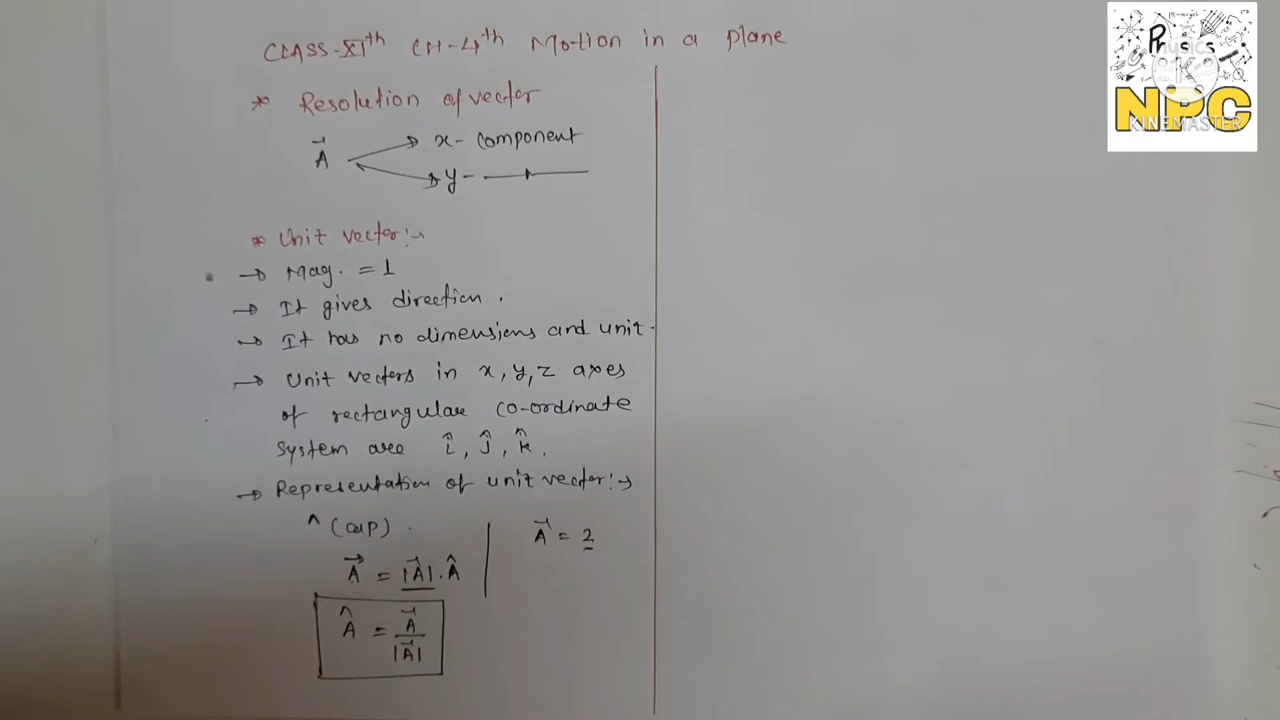 CLASS-XIth CH-4th Motion in a plane
* Resolution of vector
A⃗ → x- component
→ y- —〃—
* Unit vector:→
→ Mag. = 1
→ It gives direction.
→ It has no dimensions and unit.
→ Unit vectors in x, y, z axes
of rectangular co-ordinate
system are î, ĵ, k̂.
→ Representation of unit vector:→
^ (cap).
A⃗ = |A⃗|.Â
 = A⃗/|A⃗|
A⃗ = 2
Physics
K
NPC
KINEMASTER